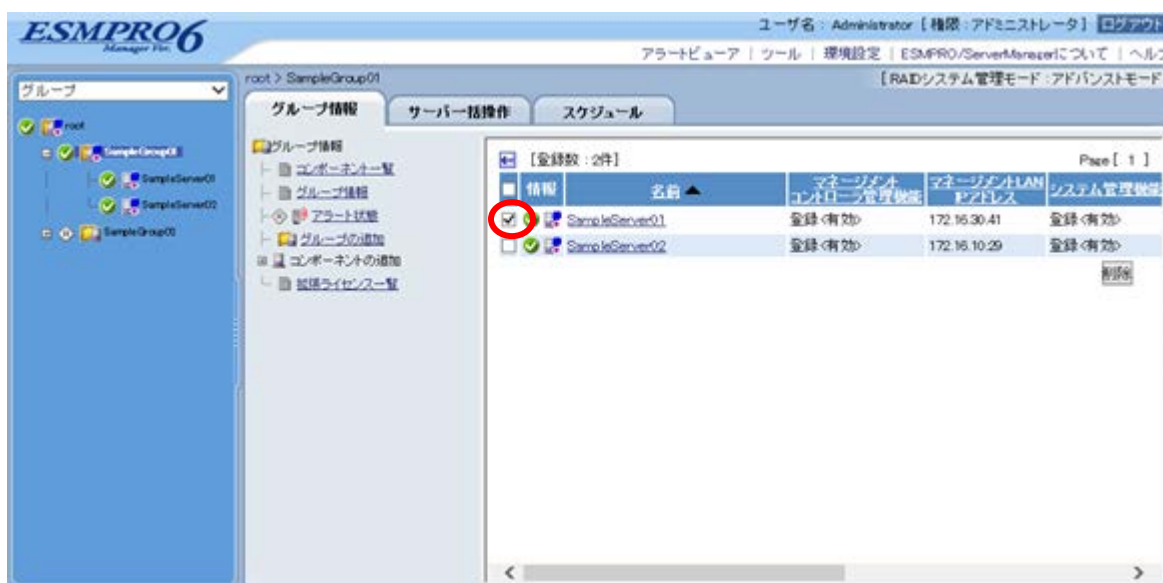 ESMPRO6
Manager Ver.
ユーザ名 : Administrator [ 権限 : アドミニストレータ ] ログアウト
アラートビューア | ツール | 環境設定 | ESMPRO/ServerManagerについて | ヘルプ
グループ
root > SampleGroup01
[ RAIDシステム管理モード : アドバンストモード
グループ情報 サーバ一括操作 スケジュール
root
SampleGroup01
SampleServer01
SampleServer02
グループ情報
コンポーネント一覧
グループ情報
アラート状態
グループの追加
コンポーネントの追加
拡張ライセンス一覧
[登録数 : 2件] Page [ 1 ]
情報 名前 ▲ マネージメントコントローラ管理機能 マネージメントLAN IPアドレス システム管理機能
SampleServer01 登録<有効> 172.16.30.41 登録<有効>
SampleServer02 登録<有効> 172.16.10.29 登録<有効>
削除